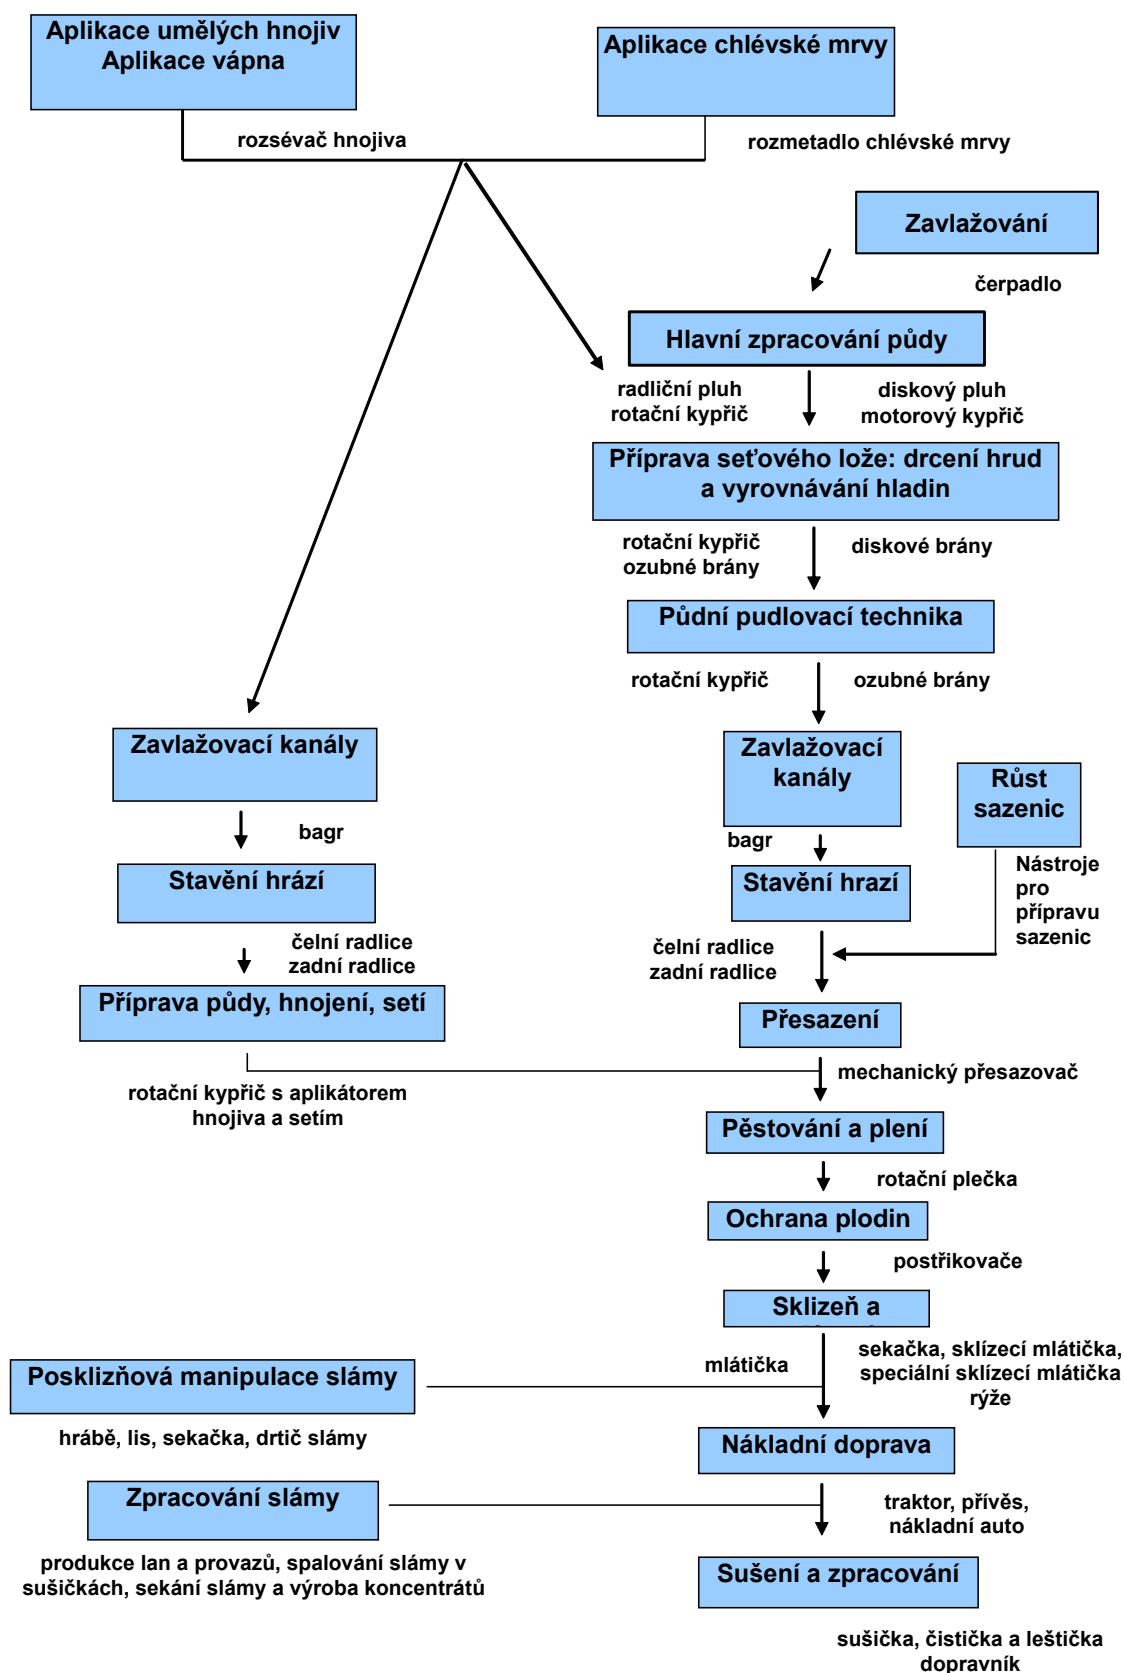 Aplikace umělých hnojiv
Aplikace vápna
Aplikace chlévské mrvy
rozsévač hnojiva
rozmetadlo chlévské mrvy
Zavlažování
čerpadlo
Hlavní zpracování půdy
radliční pluh
rotační kypřič
diskový pluh
motorový kypřič
Příprava seťového lože: drcení hrud
a vyrovnávání hladin
rotační kypřič
ozubné brány
diskové brány
Půdní pudlovací technika
rotační kypřič
ozubné brány
Zavlažovací kanály
Zavlažovací
kanály
Růst
sazenic
bagr
bagr
Stavění hrází
Stavění hrazí
Nástroje
pro
přípravu
sazenic
čelní radlice
zadní radlice
čelní radlice
zadní radlice
Příprava půdy, hnojení, setí
Přesazení
rotační kypřič s aplikátorem
hnojiva a setím
mechanický přesazovač
Pěstování a plení
rotační plečka
Ochrana plodin
postřikovače
Sklizeň a
mlátička
sekačka, sklízecí mlátička,
speciální sklízecí mlátička
rýže
Posklizňová manipulace slámy
hrábě, lis, sekačka, drtič slámy
Nákladní doprava
Zpracování slámy
traktor, přívěs,
nákladní auto
produkce lan a provazů, spalování slámy v
sušičkách, sekání slámy a výroba koncentrátů
Sušení a zpracování
sušička, čistička a leštička
dopravník